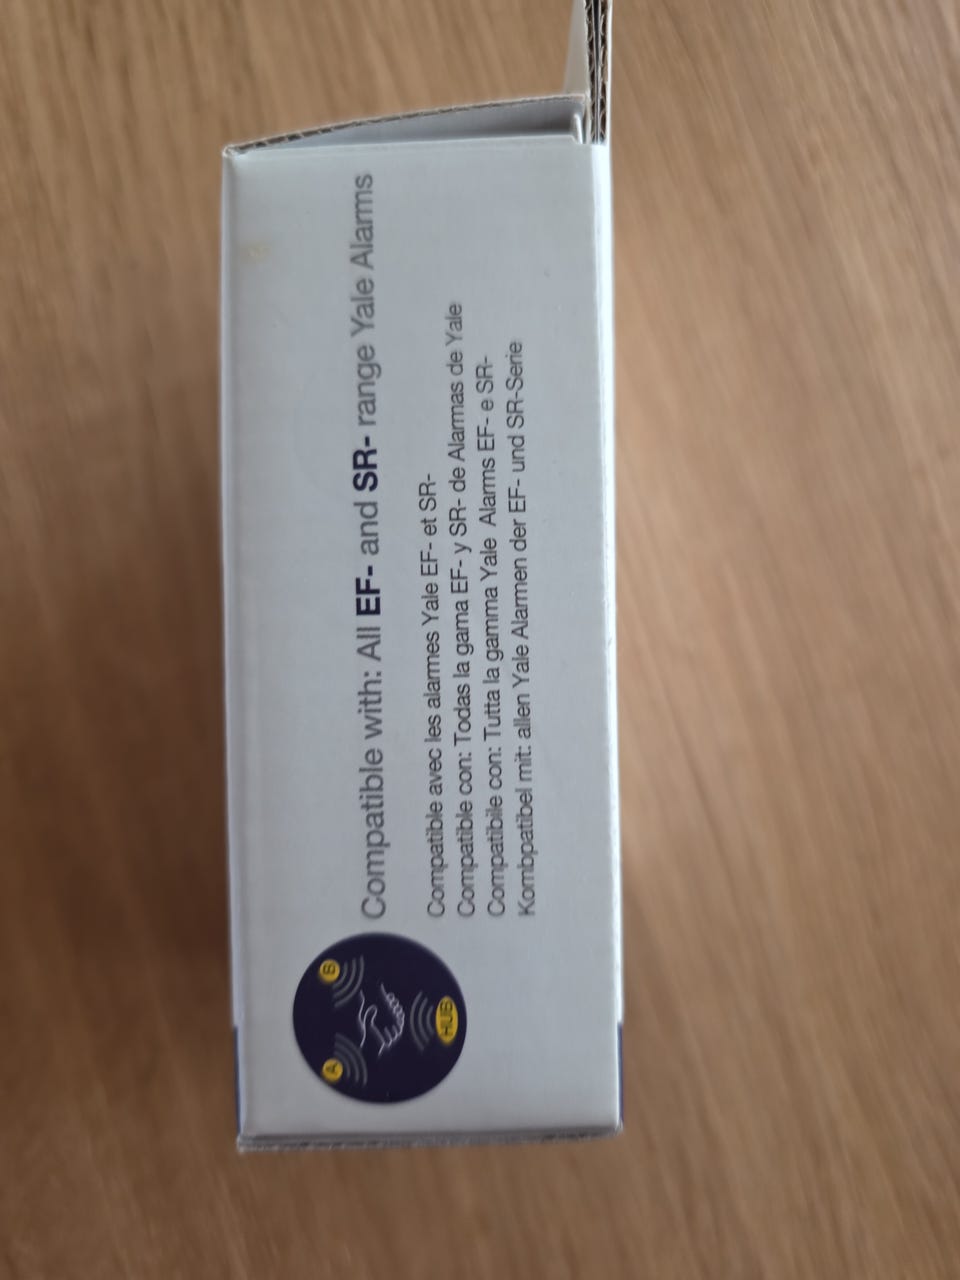 Compatible with: All EF- and SR- range Yale Alarms
Compatible avec les alarmes Yale EF- et SR-
Compatible con: Todas la gama EF- y SR- de Alarmas de Yale
Compatibile con: Tutta la gamma Yale Alarms EF- e SR-
Kombpatibel mit: allen Yale Alarmen der EF- und SR-Serie
A
B
HUB